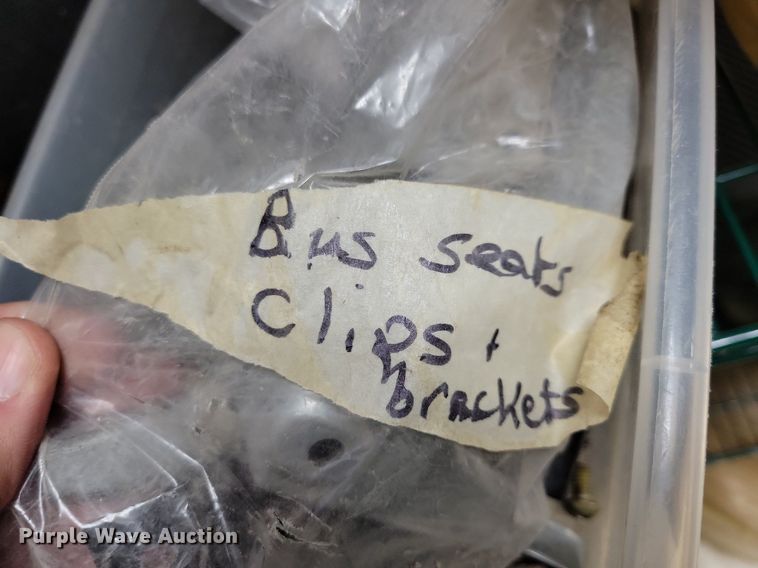 Bus seats
Clips +
brackets
Purple Wave Auction